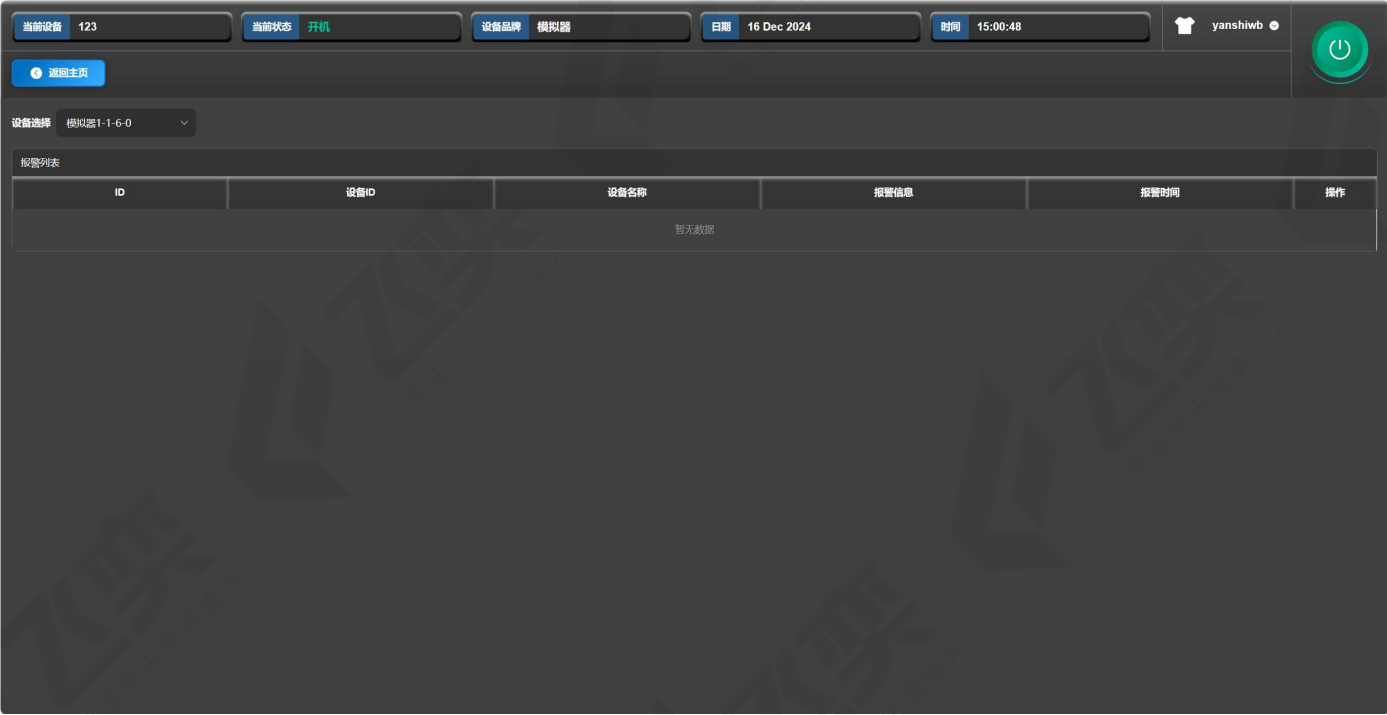 当前设备 123 当前状态 开机 设备品牌 模拟器 日期 16 Dec 2024 时间 15:00:48 yanshiwb
返回主页
设备选择 模拟器1-1-6-0
报警列表
ID 设备ID 设备名称 报警信息 报警时间 操作
暂无数据